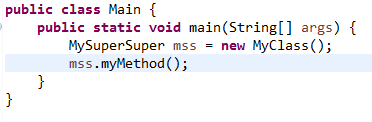 public class Main {
    public static void main(String[] args) {
        MySuperSuper mss = new MyClass();
        mss.myMethod();
    }
}